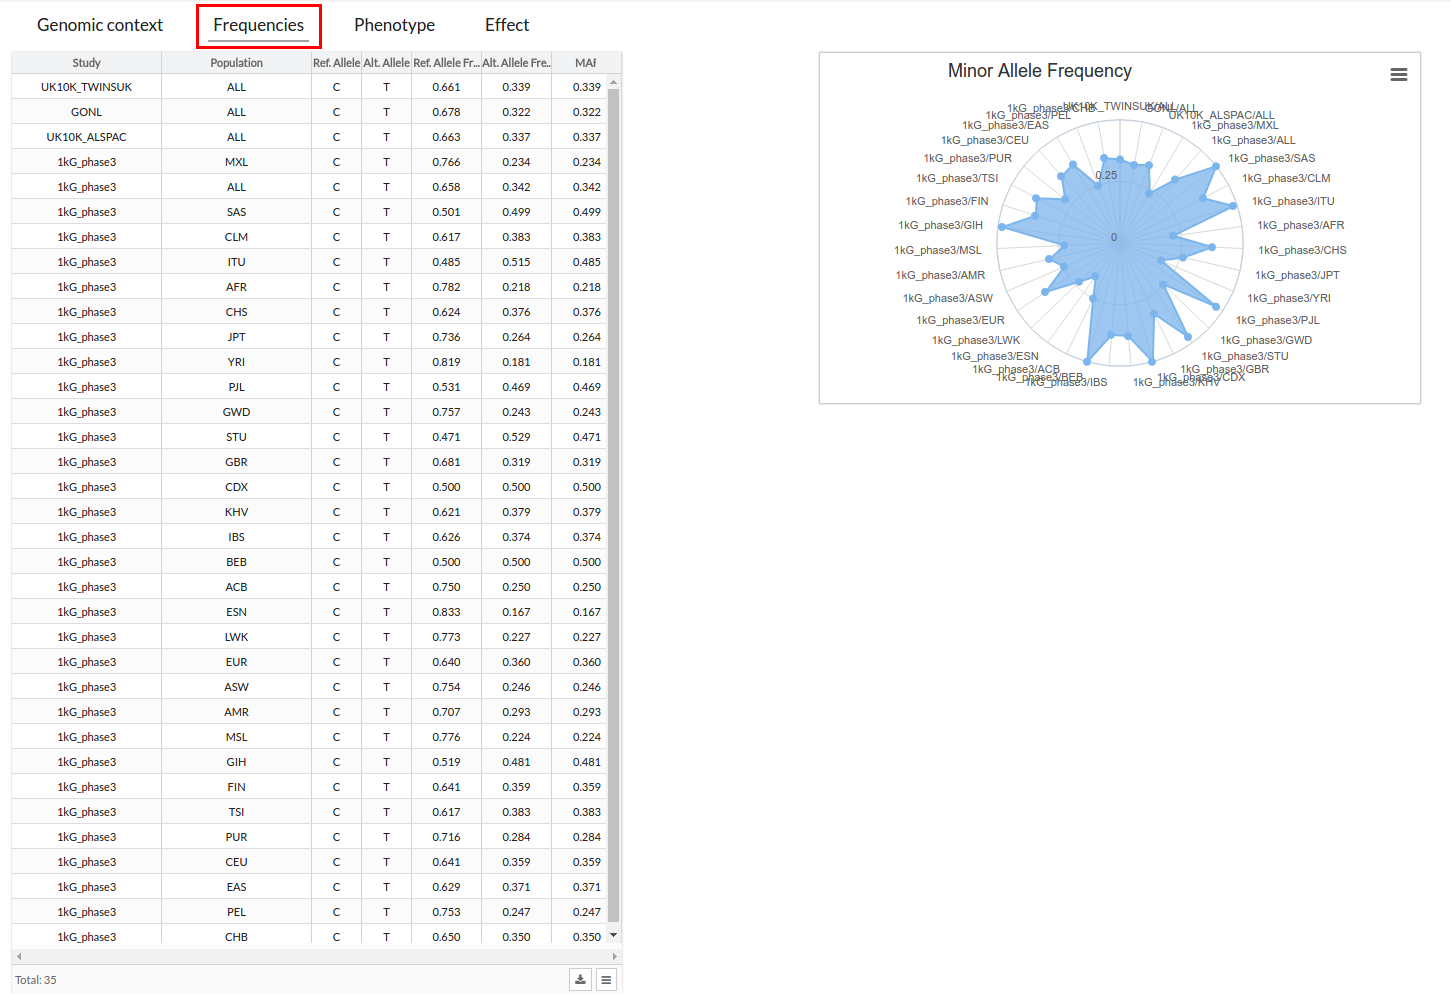 Genomic context Frequencies Phenotype Effect
Study Population Ref. Allele Alt. Allele Ref. Allele Fr... Alt. Allele Fre.. MAF
UK10K_TWINSUK ALL C T 0.661 0.339 0.339
GONL ALL C T 0.678 0.322 0.322
UK10K_ALSPAC ALL C T 0.663 0.337 0.337
1kG_phase3 MXL C T 0.766 0.234 0.234
1kG_phase3 ALL C T 0.658 0.342 0.342
1kG_phase3 SAS C T 0.501 0.499 0.499
1kG_phase3 CLM C T 0.617 0.383 0.383
1kG_phase3 ITU C T 0.485 0.515 0.485
1kG_phase3 AFR C T 0.782 0.218 0.218
1kG_phase3 CHS C T 0.624 0.376 0.376
1kG_phase3 JPT C T 0.736 0.264 0.264
1kG_phase3 YRI C T 0.819 0.181 0.181
1kG_phase3 PJL C T 0.531 0.469 0.469
1kG_phase3 GWD C T 0.757 0.243 0.243
1kG_phase3 STU C T 0.471 0.529 0.471
1kG_phase3 GBR C T 0.681 0.319 0.319
1kG_phase3 CDX C T 0.500 0.500 0.500
1kG_phase3 KHV C T 0.621 0.379 0.379
1kG_phase3 IBS C T 0.626 0.374 0.374
1kG_phase3 BEB C T 0.500 0.500 0.500
1kG_phase3 ACB C T 0.750 0.250 0.250
1kG_phase3 ESN C T 0.833 0.167 0.167
1kG_phase3 LWK C T 0.773 0.227 0.227
1kG_phase3 EUR C T 0.640 0.360 0.360
1kG_phase3 ASW C T 0.754 0.246 0.246
1kG_phase3 AMR C T 0.707 0.293 0.293
1kG_phase3 MSL C T 0.776 0.224 0.224
1kG_phase3 GIH C T 0.519 0.481 0.481
1kG_phase3 FIN C T 0.641 0.359 0.359
1kG_phase3 TSI C T 0.617 0.383 0.383
1kG_phase3 PUR C T 0.716 0.284 0.284
1kG_phase3 CEU C T 0.641 0.359 0.359
1kG_phase3 EAS C T 0.629 0.371 0.371
1kG_phase3 PEL C T 0.753 0.247 0.247
1kG_phase3 CHB C T 0.650 0.350 0.350
Total: 35
Minor Allele Frequency
UK10K_TWINSUK/ALL
GONL/ALL
UK10K_ALSPAC/ALL
1kG_phase3/MXL
1kG_phase3/ALL
1kG_phase3/SAS
1kG_phase3/CLM
1kG_phase3/ITU
1kG_phase3/AFR
1kG_phase3/CHS
1kG_phase3/JPT
1kG_phase3/YRI
1kG_phase3/PJL
1kG_phase3/GWD
1kG_phase3/STU
1kG_phase3/GBR
1kG_phase3/CDX
1kG_phase3/KHV
1kG_phase3/IBS
1kG_phase3/BEB
1kG_phase3/ACB
1kG_phase3/ESN
1kG_phase3/LWK
1kG_phase3/EUR
1kG_phase3/ASW
1kG_phase3/AMR
1kG_phase3/MSL
1kG_phase3/GIH
1kG_phase3/FIN
1kG_phase3/TSI
1kG_phase3/PUR
1kG_phase3/CEU
1kG_phase3/EAS
1kG_phase3/PEL
1kG_phase3/CHB
0.25
0